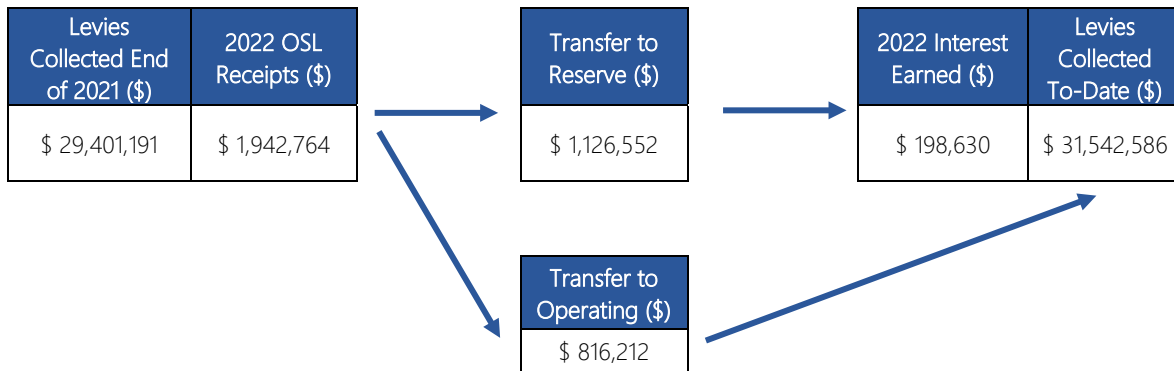 Levies
Collected End
of 2021 ($)
2022 OSL
Receipts ($)
$ 29,401,191
$ 1,942,764
Transfer to
Reserve ($)
$ 1,126,552
2022 Interest
Earned ($)
Levies
Collected
To-Date ($)
$ 198,630
$ 31,542,586
Transfer to
Operating ($)
$ 816,212